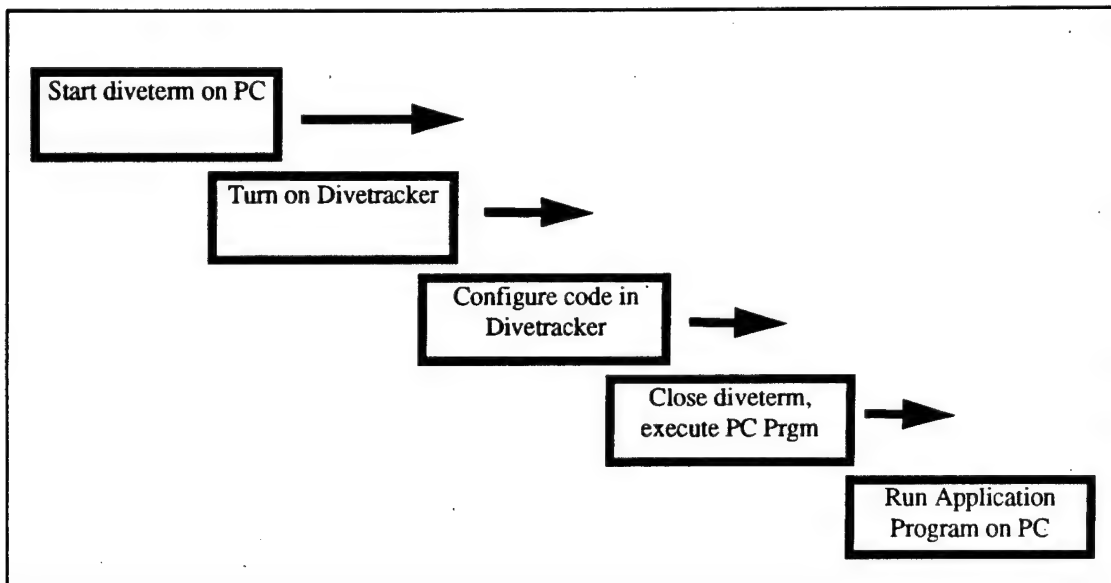 Start diveterm on PC
Turn on Divetracker
Configure code in
Divetracker
Close diveterm,
execute PC Prgm
Run Application
Program on PC